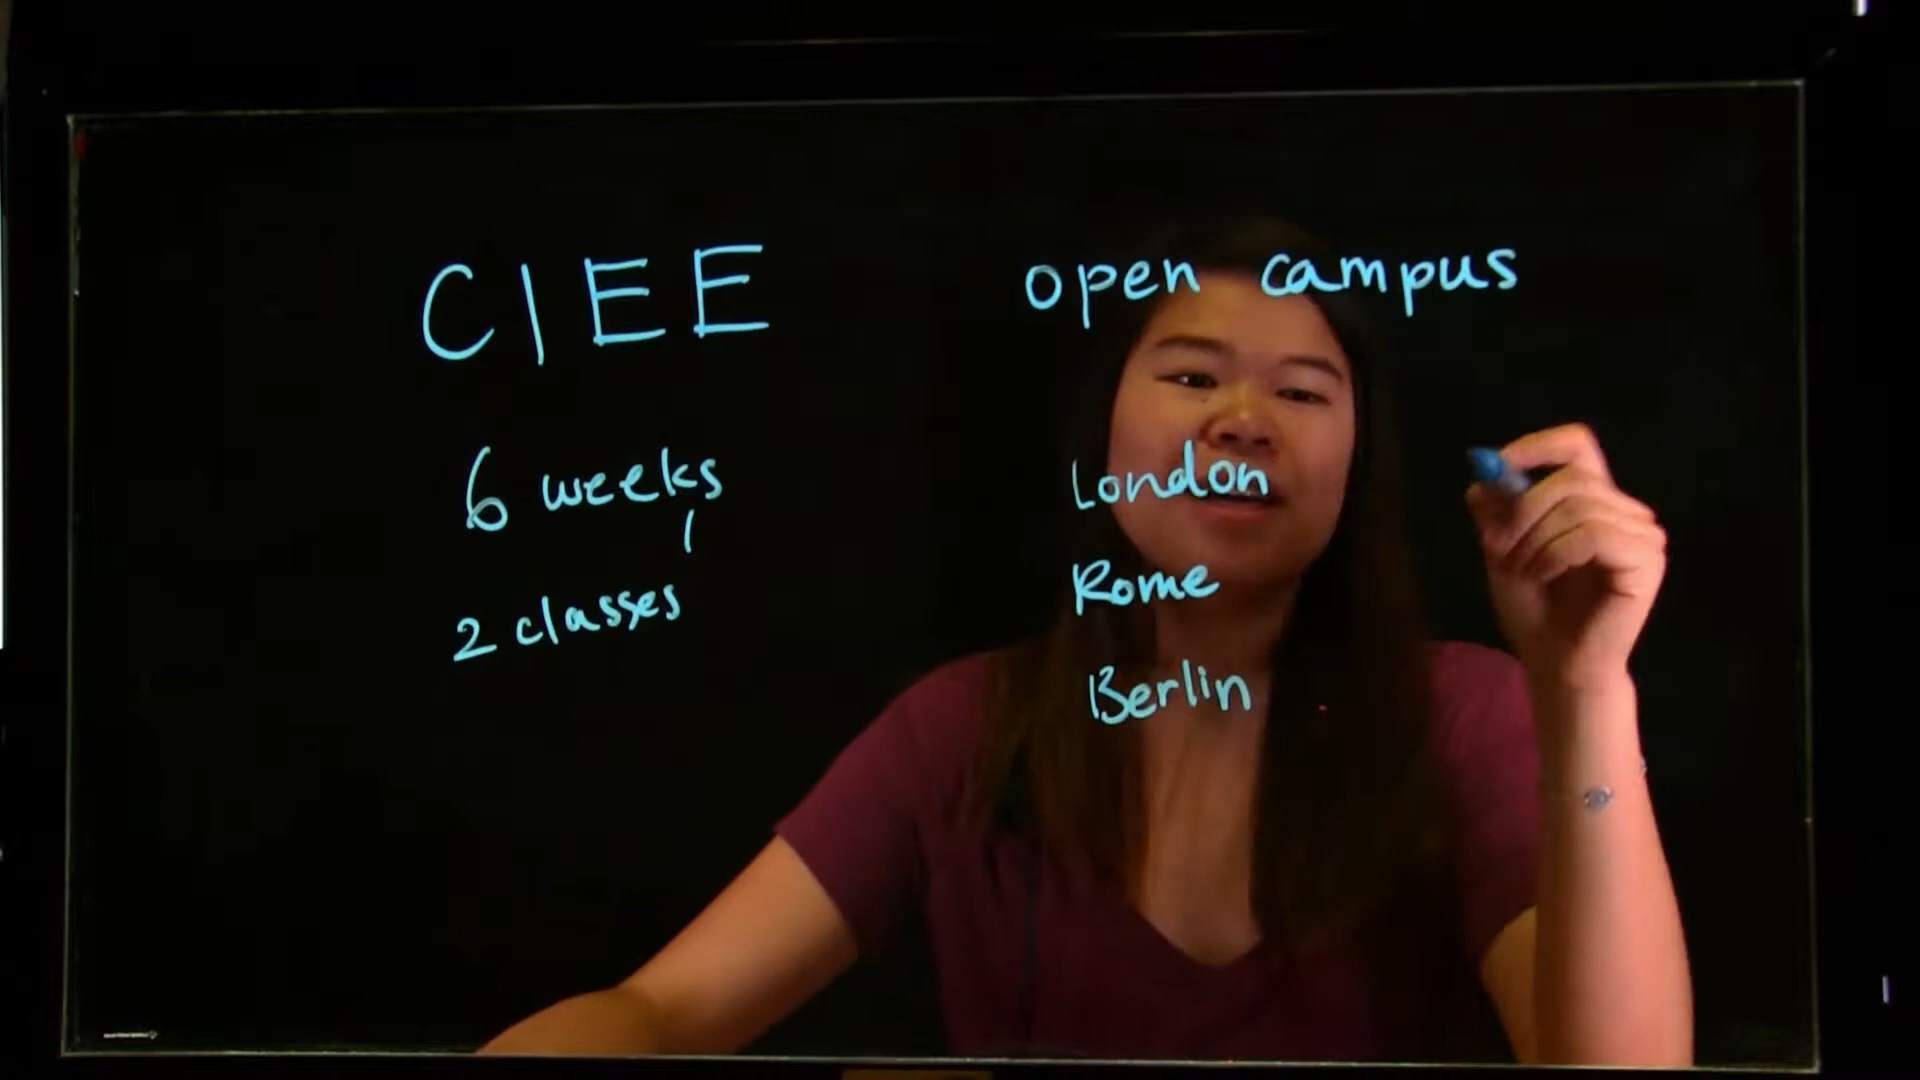 CIEE
6 weeks
2 classes
open campus
London
Rome
Berlin